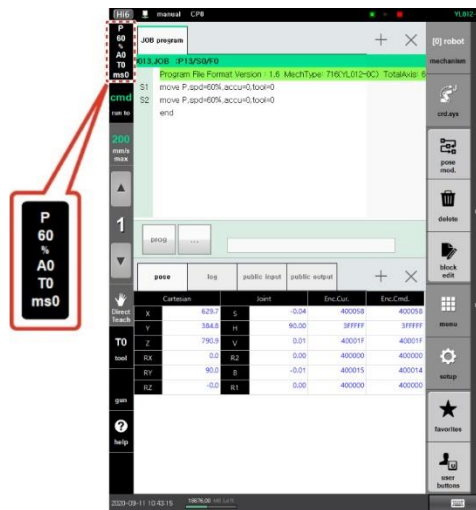 Hi6 manual CP0 YL012-
P
60
%
A0
T0
ms0
JOB program
[0] robot
mechanism
013.JOB :P13/S0/F0
Program File Format Version : 1.6 MechType: 716(YL012-0C) TotalAxis: 6
S1 move P,spd=60%,accu=0,tool=0
S2 move P,spd=60%,accu=0,tool=0
end
cmd
run to
crd.sys
200
mm/s
max
pose
mod.
delete
P
60
%
A0
T0
ms0
1
prog ...
block
edit
pose log public input public output
menu
Cartesian Joint Enc.Cur. Enc.Cmd.
X 629.7 S -0.04 400058 400058
Y 384.8 H 90.00 3FFFFF 3FFFFF
Z 790.9 V 0.01 40001F 40001F
RX 0.0 R2 0.00 400000 400000
RY 90.0 B -0.01 400015 400014
RZ -0.0 R1 0.00 400000 400000
Direct
Teach
T0
tool
setup
gun
favorites
help
user
buttons
2020-09-11 10:43:15